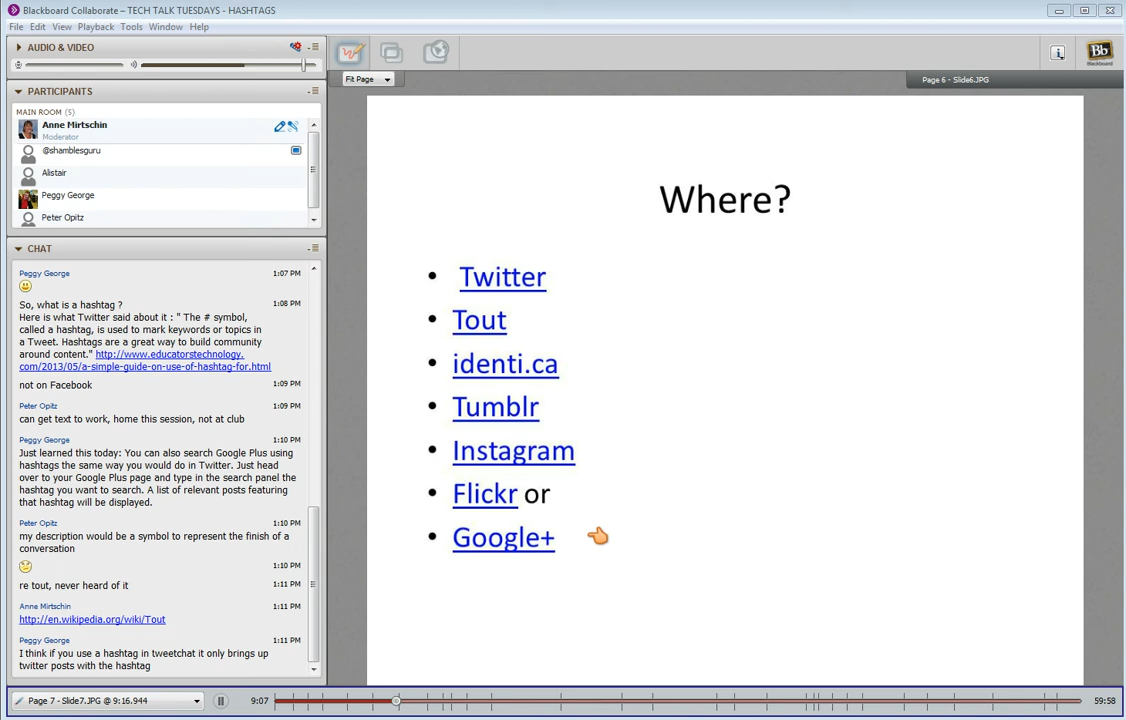 Blackboard Collaborate – TECH TALK TUESDAYS - HASHTAGS
File Edit View Playback Tools Window Help
AUDIO & VIDEO
PARTICIPANTS
MAIN ROOM (5)
Anne Mirtschin
Moderator
@shamblesguru
Alistair
Peggy George
Peter Opitz
CHAT
Peggy George 1:07 PM
So, what is a hashtag ? 1:08 PM
Here is what Twitter said about it : " The # symbol,
called a hashtag, is used to mark keywords or topics in
a Tweet. Hashtags are a great way to build community
around content." http://www.educatorstechnology.
com/2013/05/a-simple-guide-on-use-of-hashtag-for.html
not on Facebook 1:09 PM
Peter Opitz 1:09 PM
can get text to work, home this session, not at club
Peggy George 1:10 PM
Just learned this today: You can also search Google Plus using
hashtags the same way you would do in Twitter. Just head
over to your Google Plus page and type in the search panel the
hashtag you want to search. A list of relevant posts featuring
that hashtag will be displayed.
Peter Opitz 1:10 PM
my description would be a symbol to represent the finish of a
conversation
1:10 PM
re tout, never heard of it 1:11 PM
Anne Mirtschin 1:11 PM
http://en.wikipedia.org/wiki/Tout
Peggy George 1:11 PM
I think if you use a hashtag in tweetchat it only brings up
twitter posts with the hashtag
Fit Page
Page 6 - Slide6.JPG
Bb
Blackboard
Where?
• Twitter
• Tout
• identi.ca
• Tumblr
• Instagram
• Flickr or
• Google+
Page 7 - Slide7.JPG @ 9:16.944
9:07
59:58